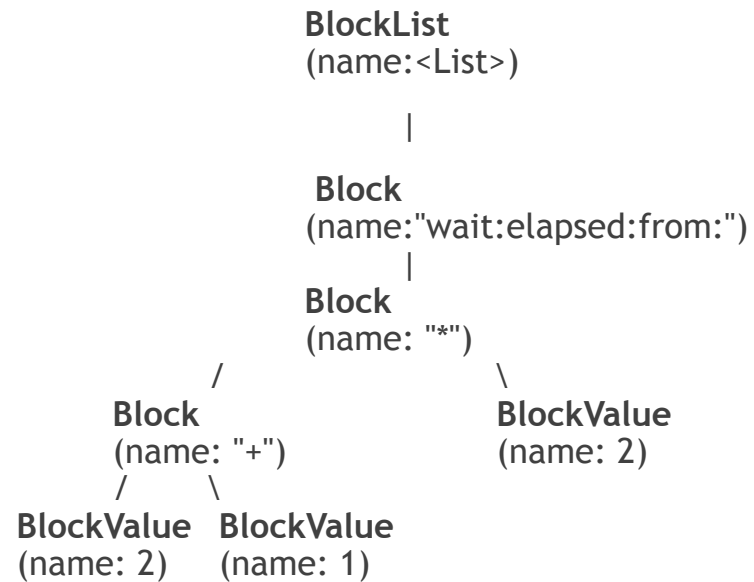 BlockList
(name:<List>)
|
Block
(name:"wait:elapsed:from:")
|
Block
(name: "*")
/ \
Block BlockValue
(name: "+") (name: 2)
/ \
BlockValue BlockValue
(name: 2) (name: 1)